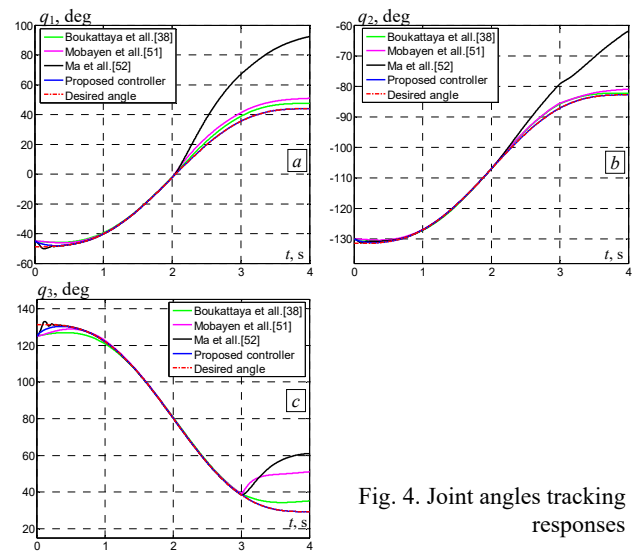 q1, deg
100
80
60
40
20
0
-20
-40
-60
0 1 2 3 4
t, s
Boukattaya et all.[38]
Mobayen et all.[51]
Ma et all.[52]
Proposed controller
Desired angle
a
q2, deg
-60
-70
-80
-90
-100
-110
-120
-130
0 1 2 3 4
t, s
Boukattaya et all.[38]
Mobayen et all.[51]
Ma et all.[52]
Proposed controller
Desired angle
b
q3, deg
140
120
100
80
60
40
20
0 1 2 3 4
t, s
Boukattaya et all.[38]
Mobayen et all.[51]
Ma et all.[52]
Proposed controller
Desired angle
c
Fig. 4. Joint angles tracking
responses